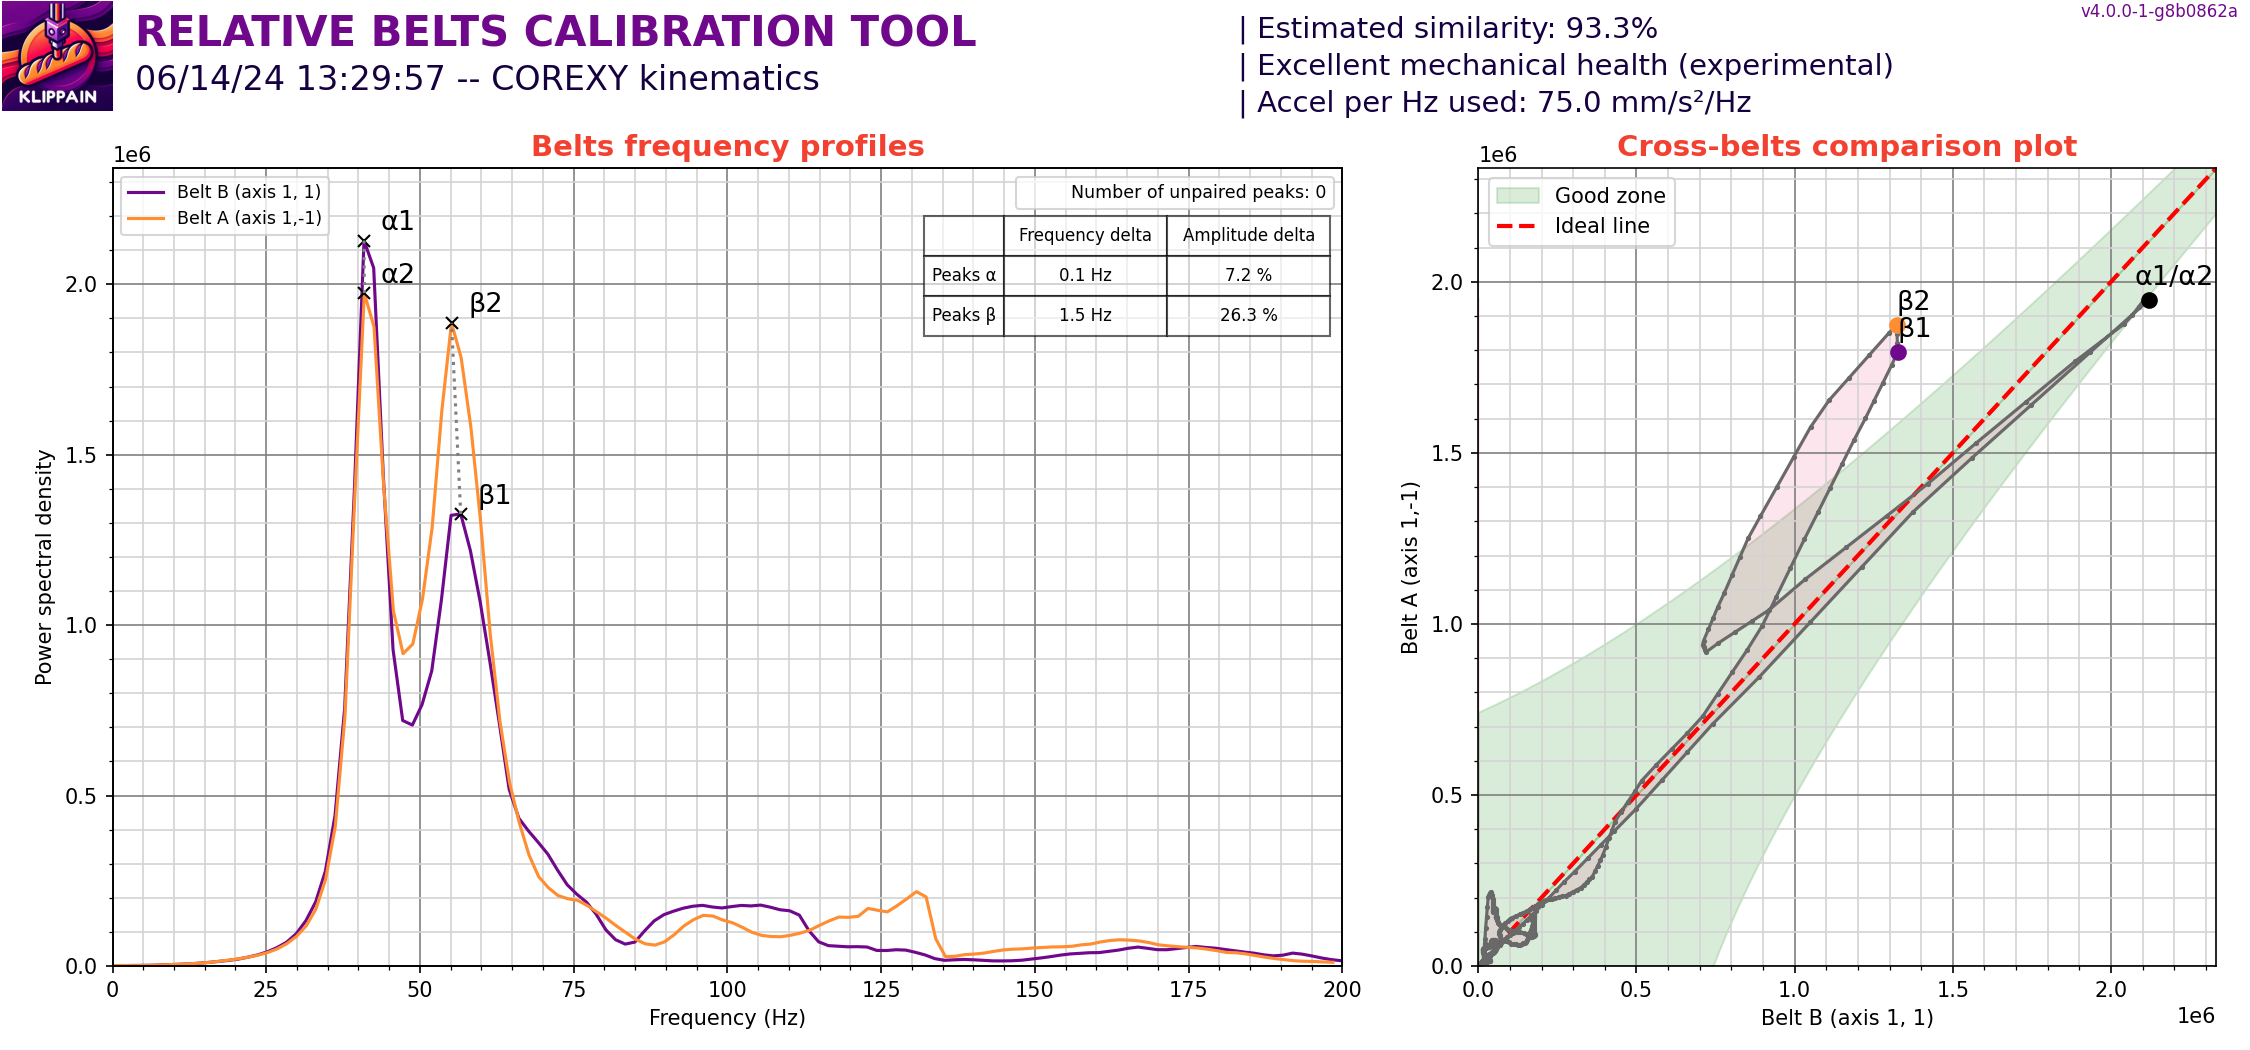 KLIPPAIN
RELATIVE BELTS CALIBRATION TOOL
06/14/24 13:29:57 -- COREXY kinematics
| Estimated similarity: 93.3%
| Excellent mechanical health (experimental)
| Accel per Hz used: 75.0 mm/s²/Hz
v4.0.0-1-g8b0862a
Belts frequency profiles
1e6
Belt B (axis 1, 1)
Belt A (axis 1,-1)
Number of unpaired peaks: 0
Frequency delta Amplitude delta
Peaks α 0.1 Hz 7.2 %
Peaks β 1.5 Hz 26.3 %
α1
α2
β2
β1
2.0
1.5
1.0
0.5
0.0
Power spectral density
0 25 50 75 100 125 150 175 200
Frequency (Hz)
Cross-belts comparison plot
1e6
Good zone
Ideal line
α1/α2
β2
β1
2.0
1.5
1.0
0.5
0.0
Belt A (axis 1,-1)
0.0 0.5 1.0 1.5 2.0
Belt B (axis 1, 1)
1e6